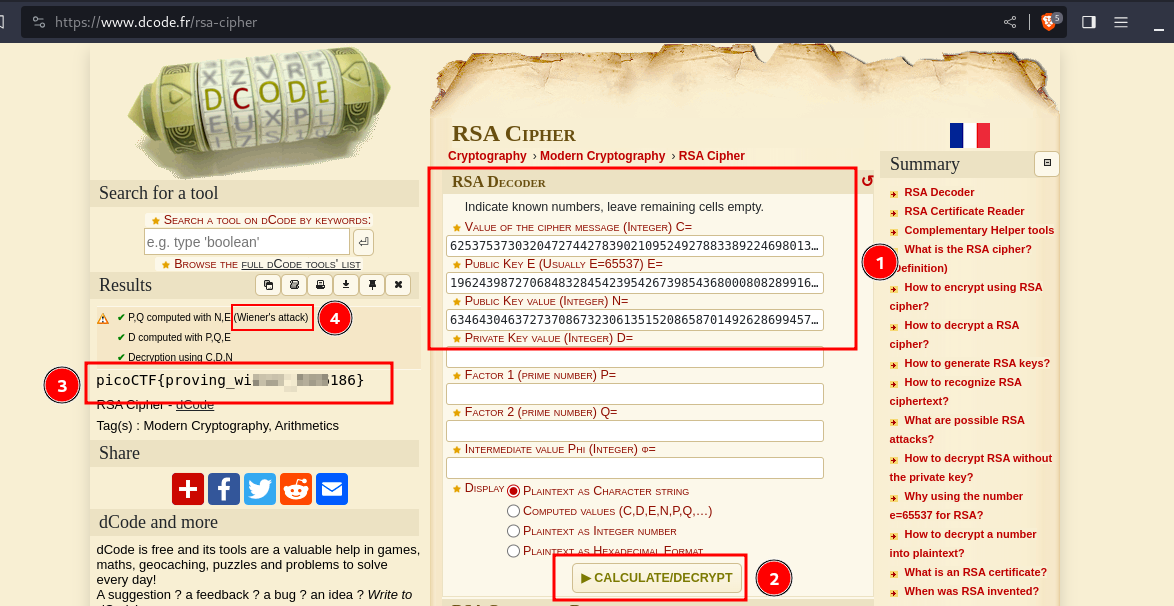 https://www.dcode.fr/rsa-cipher
5
X Z V R T
D C O D E
E U X P L
Search for a tool
★ Search a tool on dCode by keywords:
e.g. type 'boolean'
★ Browse the full dCode tools' list
Results
✔ P,Q computed with N,E (Wiener's attack)
4
✔ D computed with P,Q,E
✔ Decryption using C,D,N
3
picoCTF{proving_wi 186}
RSA Cipher - dCode
Tag(s) : Modern Cryptography, Arithmetics
Share
dCode and more
dCode is free and its tools are a valuable help in games,
maths, geocaching, puzzles and problems to solve
every day!
A suggestion ? a feedback ? a bug ? an idea ? Write to
RSA Cipher
Cryptography › Modern Cryptography › RSA Cipher
RSA Decoder
Indicate known numbers, leave remaining cells empty.
★ Value of the cipher message (Integer) C=
62537537303204727442783902109524927883389224698013…
★ Public Key E (Usually E=65537) E=
19624398727068483284542395426739854368000808289916…
★ Public Key value (Integer) N=
63464304637273708673230613515208658701492628699457…
1
★ Private Key value (Integer) D=
★ Factor 1 (prime number) P=
★ Factor 2 (prime number) Q=
★ Intermediate value Phi (Integer) φ=
★ Display
Plaintext as Character string
Computed values (C,D,E,N,P,Q,…)
Plaintext as Integer number
Plaintext as Hexadecimal Format
▶ CALCULATE/DECRYPT
2
Summary
RSA Decoder
RSA Certificate Reader
Complementary Helper tools
What is the RSA cipher?
Definition)
How to encrypt using RSA
cipher?
How to decrypt a RSA
cipher?
How to generate RSA keys?
How to recognize RSA
ciphertext?
What are possible RSA
attacks?
How to decrypt RSA without
the private key?
Why using the number
e=65537 for RSA?
How to decrypt a number
into plaintext?
What is an RSA certificate?
When was RSA invented?